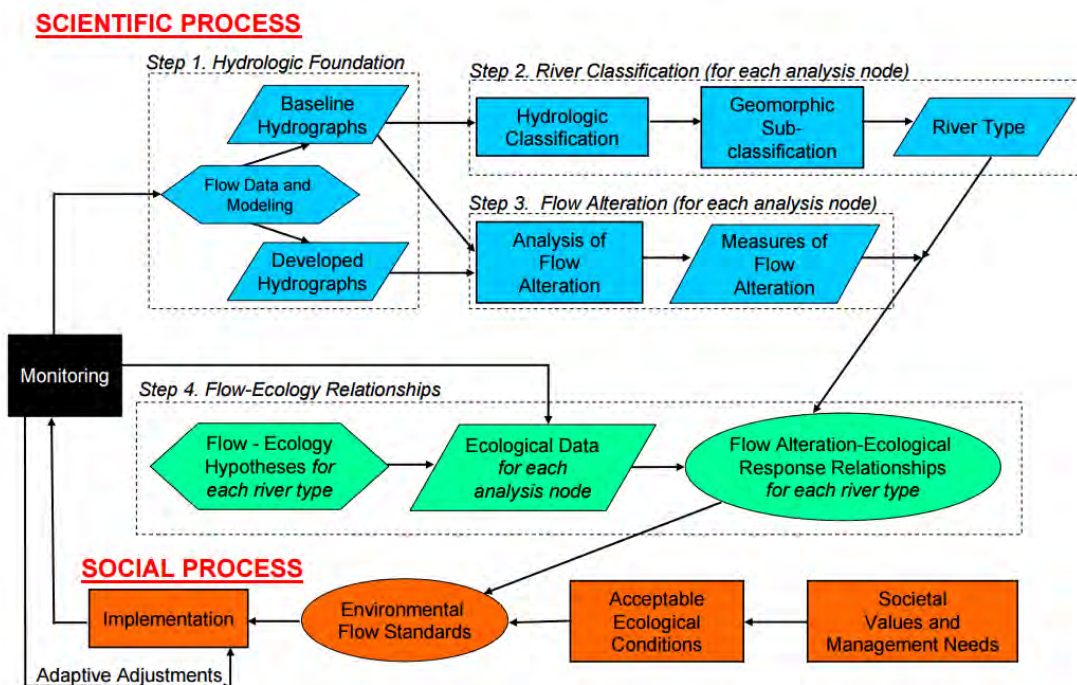 SCIENTIFIC PROCESS
Step 1. Hydrologic Foundation
Baseline
Hydrographs
Flow Data and
Modeling
Developed
Hydrographs
Step 2. River Classification (for each analysis node)
Hydrologic
Classification
Geomorphic
Sub-
classification
River Type
Step 3. Flow Alteration (for each analysis node)
Analysis of
Flow
Alteration
Measures of
Flow
Alteration
Monitoring
Step 4. Flow-Ecology Relationships
Flow - Ecology
Hypotheses for
each river type
Ecological Data
for each
analysis node
Flow Alteration-Ecological
Response Relationships
for each river type
SOCIAL PROCESS
Implementation
Environmental
Flow Standards
Acceptable
Ecological
Conditions
Societal
Values and
Management Needs
Adaptive Adjustments